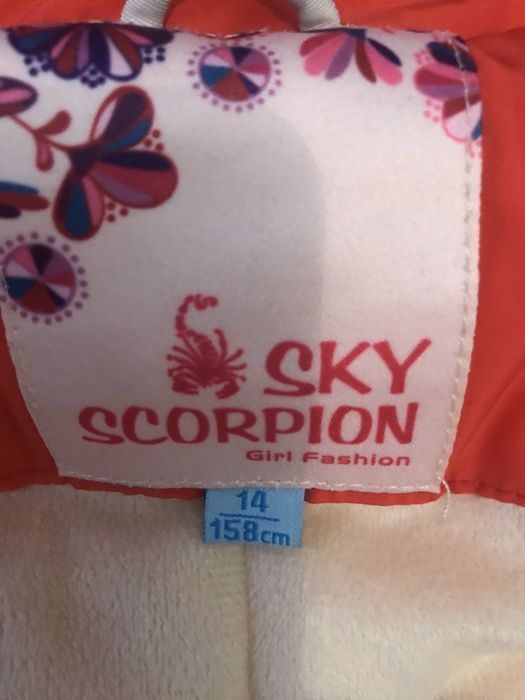 SKY
SCORPION
Girl Fashion
14
158cm